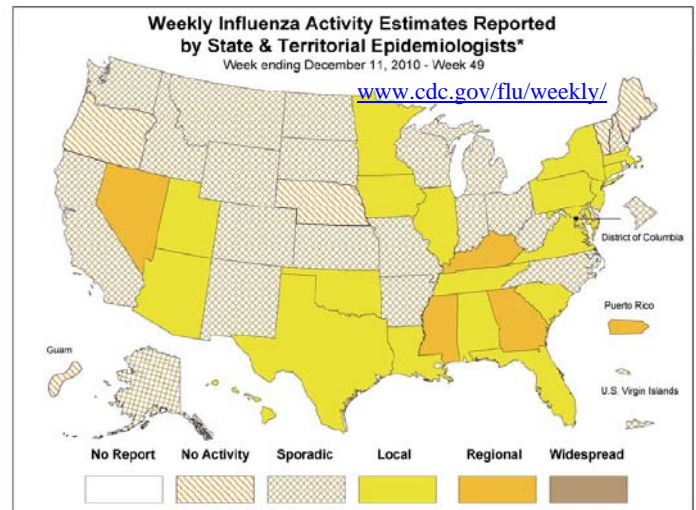 Weekly Influenza Activity Estimates Reported
by State & Territorial Epidemiologists*
Week ending December 11, 2010 - Week 49
www.cdc.gov/flu/weekly/
District of Columbia
Puerto Rico
Guam
U.S. Virgin Islands
No Report No Activity Sporadic Local Regional Widespread